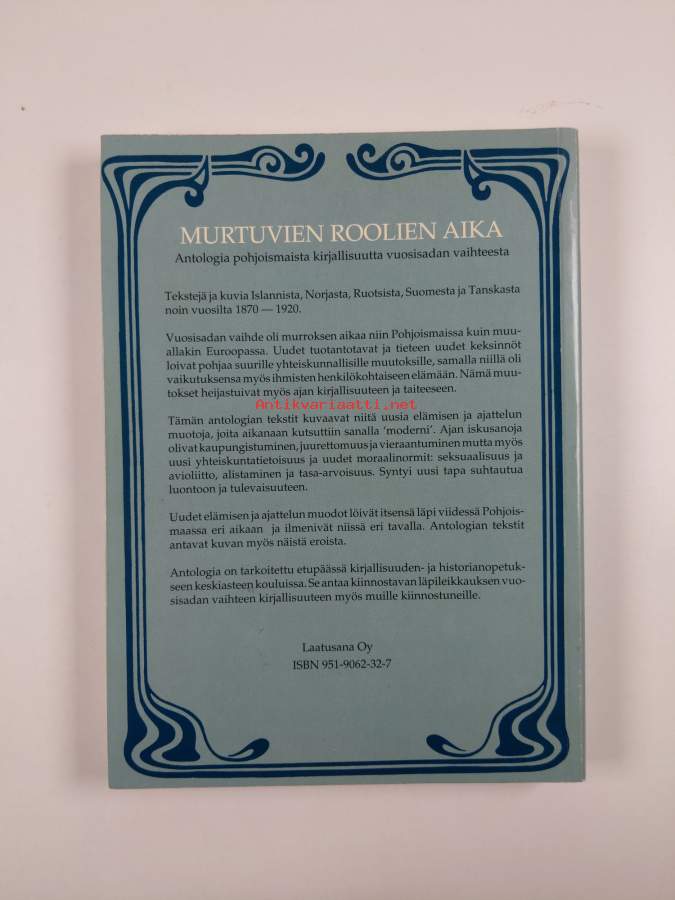 MURTUVIEN ROOLIEN AIKA
Antologia pohjoismaista kirjallisuutta vuosisadan vaihteesta
Tekstejä ja kuvia Islannista, Norjasta, Ruotsista, Suomesta ja Tanskasta
noin vuosilta 1870 — 1920.
Vuosisadan vaihde oli murroksen aikaa niin Pohjoismaissa kuin muu-
allakin Euroopassa. Uudet tuotantotavat ja tieteen uudet keksinnöt
loivat pohjaa suurille yhteiskunnallisille muutoksille, samalla niillä oli
vaikutuksensa myös ihmisten henkilökohtaiseen elämään. Nämä muu-
tokset heijastuivat myös ajan kirjallisuuteen ja taiteeseen.
Antikvariaatti.net
Tämän antologian tekstit kuvaavat niitä uusia elämisen ja ajattelun
muotoja, joita aikanaan kutsuttiin sanalla 'moderni'. Ajan iskusanoja
olivat kaupungistuminen, juurettomuus ja vieraantuminen mutta myös
uusi yhteiskuntatietoisuus ja uudet moraalinormit: seksuaalisuus ja
avioliitto, alistaminen ja tasa-arvoisuus. Syntyi uusi tapa suhtautua
luontoon ja tulevaisuuteen.
Uudet elämisen ja ajattelun muodot löivät itsensä läpi viidessä Pohjois-
maassa eri aikaan ja ilmenivät niissä eri tavalla. Antologian tekstit
antavat kuvan myös näistä eroista.
Antologia on tarkoitettu etupäässä kirjallisuuden- ja historianopetuk-
seen keskiasteen kouluissa. Se antaa kiinnostavan läpileikkauksen vuo-
sisadan vaihteen kirjallisuuteen myös muille kiinnostuneille.
Laatusana Oy
ISBN 951-9062-32-7